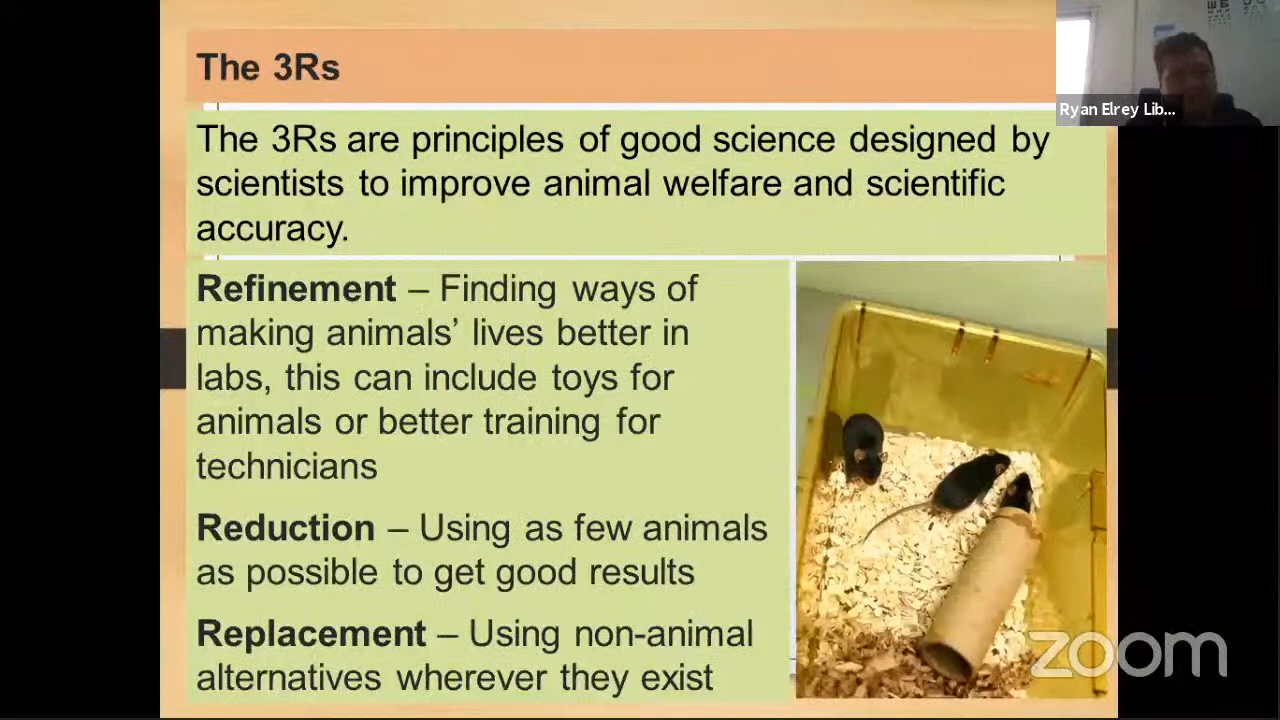 The 3Rs
Ryan Elrey Lib...
The 3Rs are principles of good science designed by
scientists to improve animal welfare and scientific
accuracy.
Refinement – Finding ways of
making animals’ lives better in
labs, this can include toys for
animals or better training for
technicians
Reduction – Using as few animals
as possible to get good results
Replacement – Using non-animal
alternatives wherever they exist
zoom